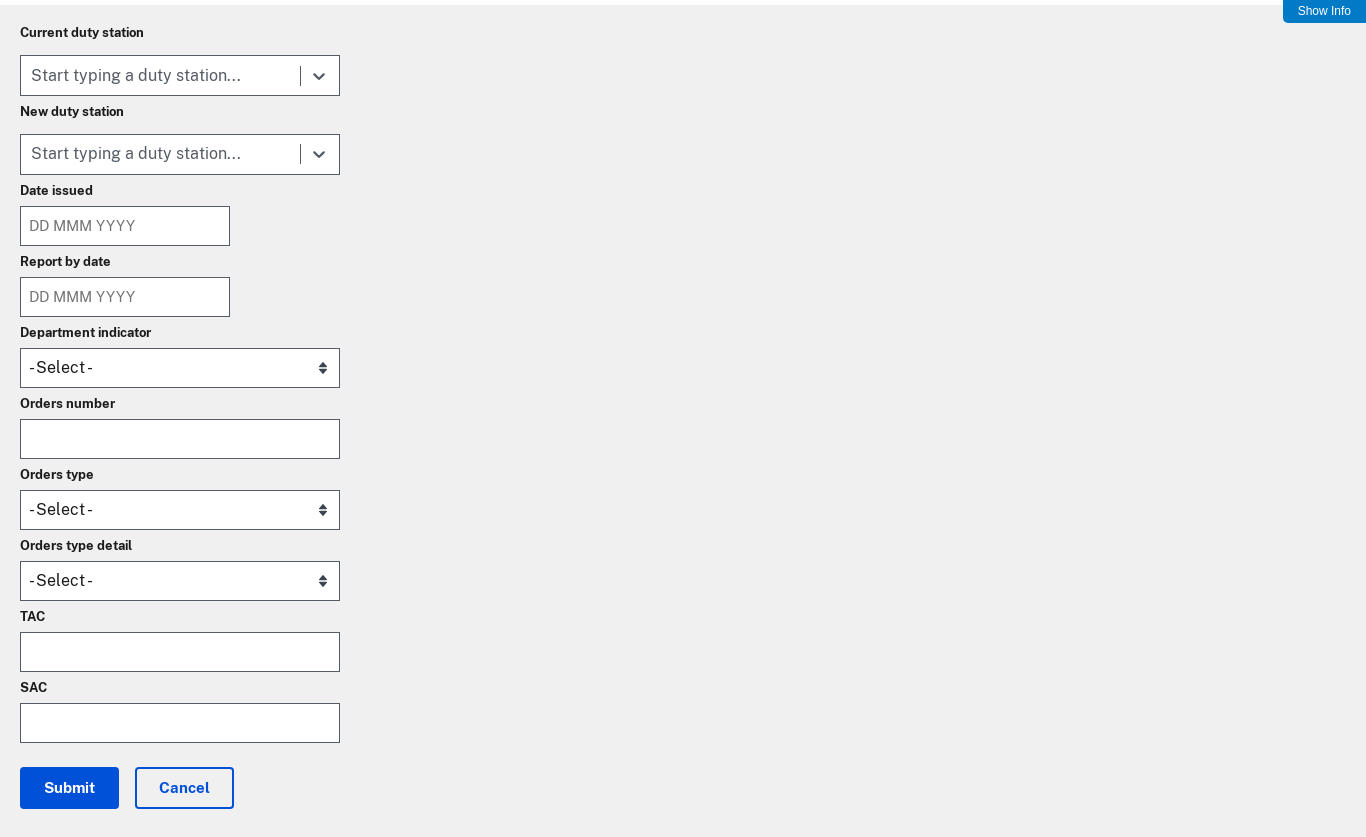 Show Info
Current duty station
Start typing a duty station...
New duty station
Start typing a duty station...
Date issued
DD MMM YYYY
Report by date
DD MMM YYYY
Department indicator
- Select -
Orders number
Orders type
- Select -
Orders type detail
- Select -
TAC
SAC
Submit Cancel